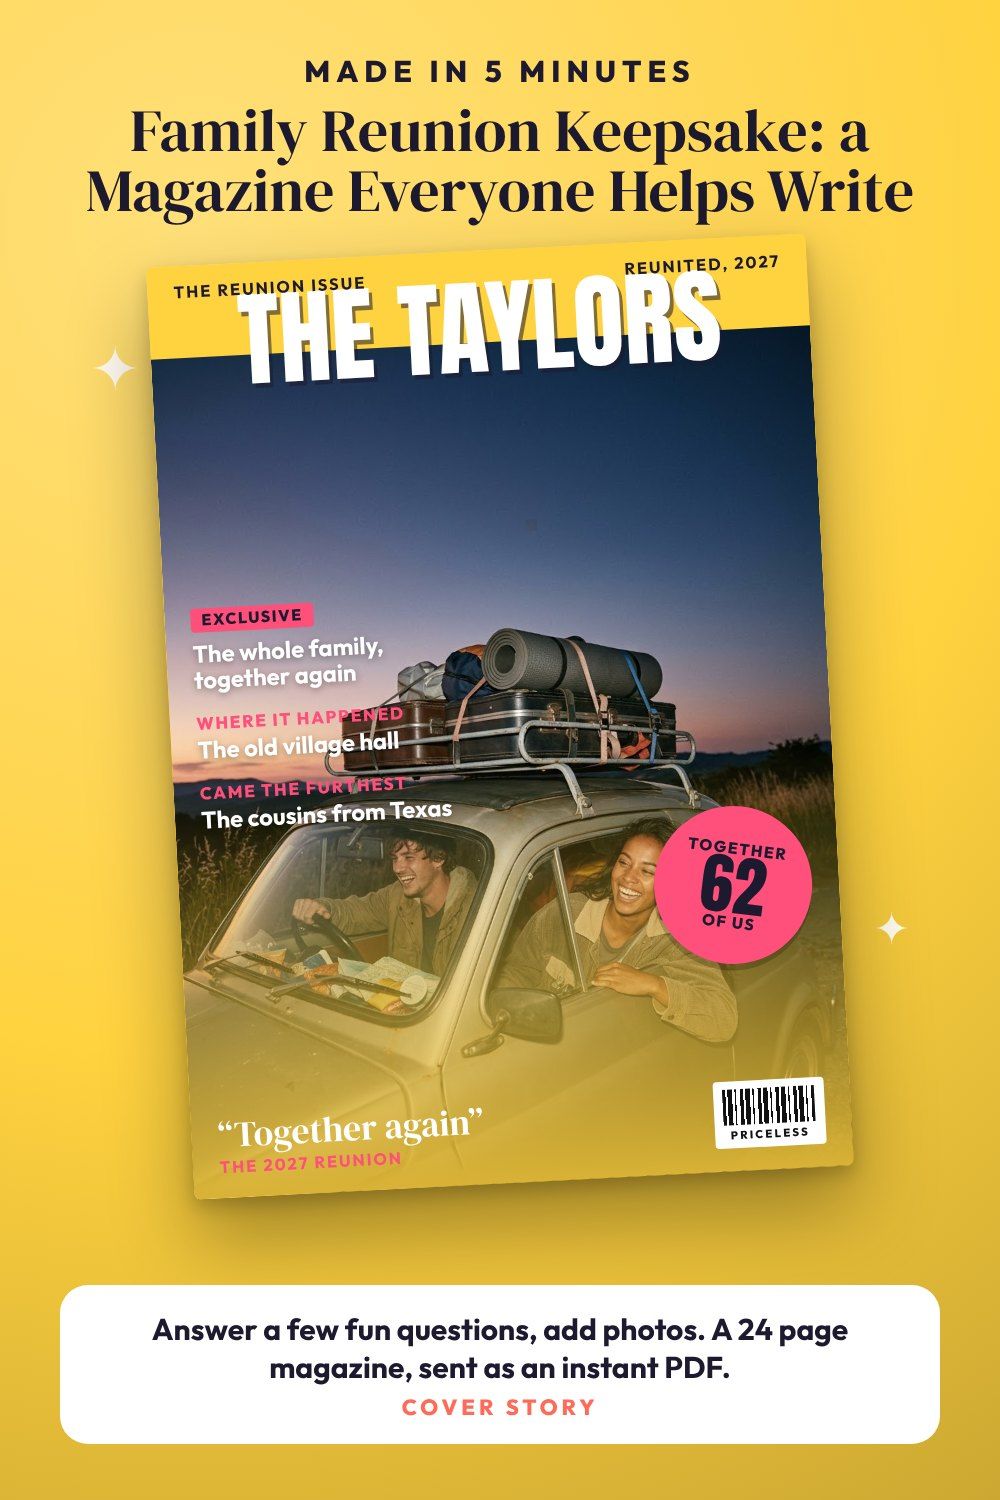 MADE IN 5 MINUTES
Family Reunion Keepsake: a
Magazine Everyone Helps Write
THE REUNION ISSUE
REUNITED, 2027
THE TAYLORS
EXCLUSIVE
The whole family,
together again
WHERE IT HAPPENED
The old village hall
CAME THE FURTHEST
The cousins from Texas
TOGETHER
62
OF US
“Together again”
THE 2027 REUNION
PRICELESS
Answer a few fun questions, add photos. A 24 page
magazine, sent as an instant PDF.
COVER STORY